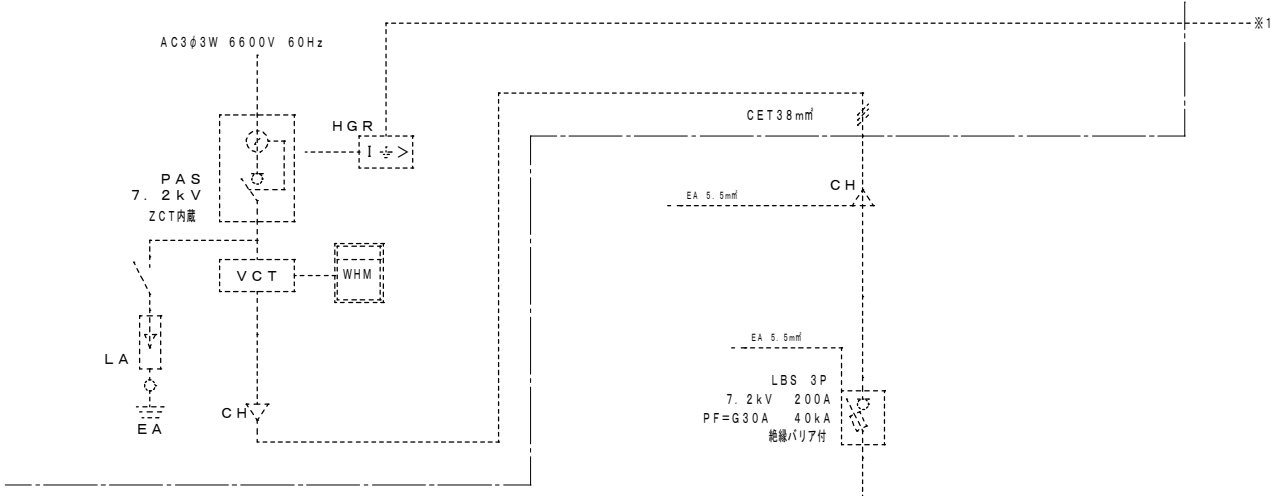 ※1
AC3φ3W 6600V 60Hz
HGR
I >
CET38㎟
PAS
7.2kV
ZCT内蔵
CH
EA 5.5㎟
VCT
WHM
EA 5.5㎟
LA
EA
CH
LBS 3P
7.2kV 200A
PF=G30A 40kA
絶縁バリア付